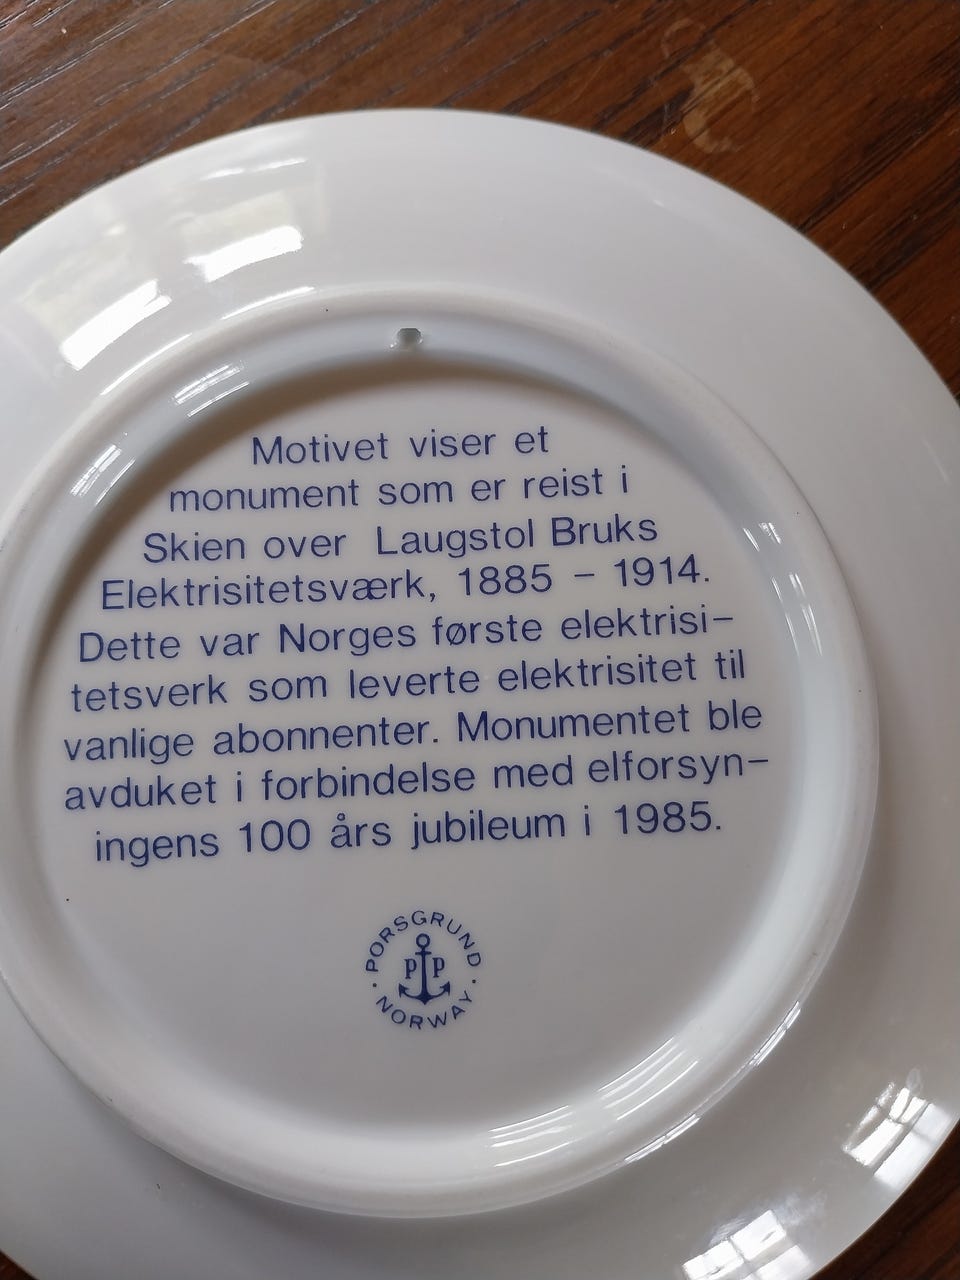 Motivet viser et
monument som er reist i
Skien over Laugstol Bruks
Elektrisitetsværk, 1885 – 1914.
Dette var Norges første elektrisi–
tetsverk som leverte elektrisitet til
vanlige abonnenter. Monumentet ble
avduket i forbindelse med elforsyn–
ingens 100 års jubileum i 1985.
PORSGRUND
P P
· NORWAY ·